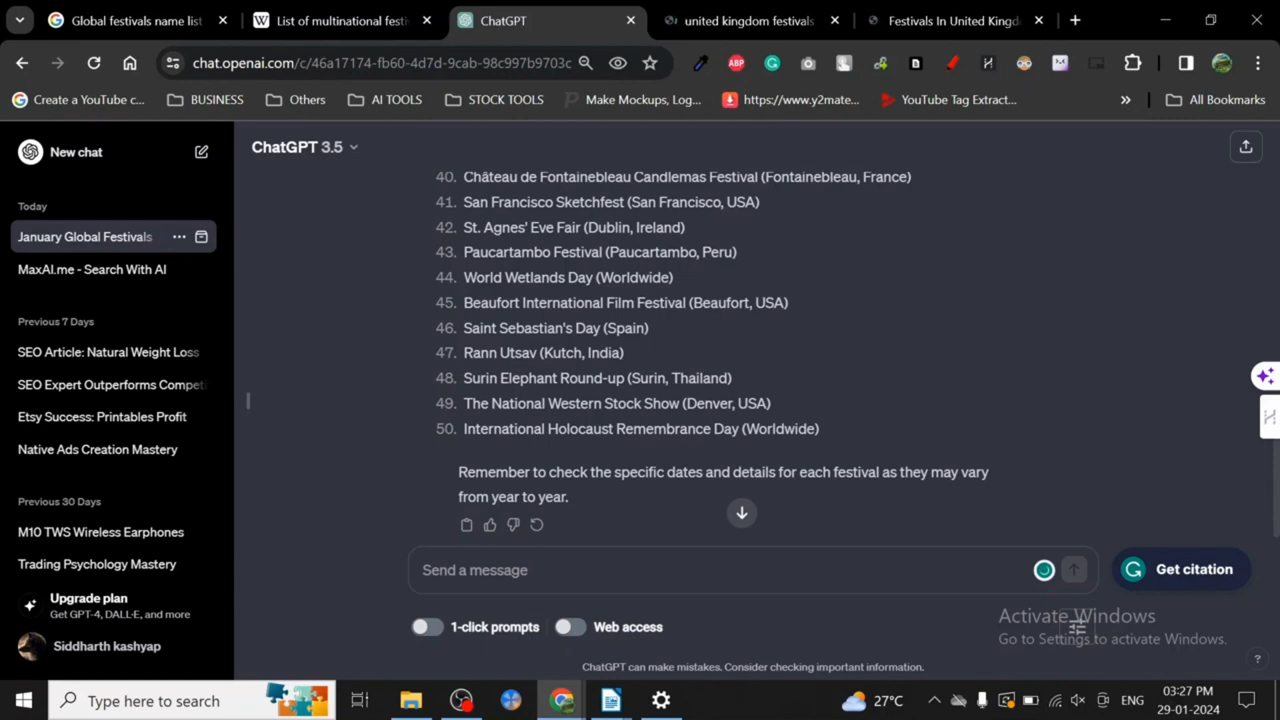 Global festivals name list
List of multinational festi
ChatGPT
united kingdom festivals
Festivals In United Kingd
chat.openai.com/c/46a17174-fb60-4d7d-9cab-98c997b9703c
ABP
Create a YouTube c...
BUSINESS
Others
AI TOOLS
STOCK TOOLS
Make Mockups, Log...
https://www.y2mate...
YouTube Tag Extract...
All Bookmarks
New chat
ChatGPT 3.5
Today
January Global Festivals
MaxAI.me - Search With AI
Previous 7 Days
SEO Article: Natural Weight Loss
SEO Expert Outperforms Competi
Etsy Success: Printables Profit
Native Ads Creation Mastery
Previous 30 Days
M10 TWS Wireless Earphones
Trading Psychology Mastery
Upgrade plan
Get GPT-4, DALL·E, and more
Siddharth kashyap
40. Château de Fontainebleau Candlemas Festival (Fontainebleau, France)
41. San Francisco Sketchfest (San Francisco, USA)
42. St. Agnes' Eve Fair (Dublin, Ireland)
43. Paucartambo Festival (Paucartambo, Peru)
44. World Wetlands Day (Worldwide)
45. Beaufort International Film Festival (Beaufort, USA)
46. Saint Sebastian's Day (Spain)
47. Rann Utsav (Kutch, India)
48. Surin Elephant Round-up (Surin, Thailand)
49. The National Western Stock Show (Denver, USA)
50. International Holocaust Remembrance Day (Worldwide)
Remember to check the specific dates and details for each festival as they may vary
from year to year.
Send a message
Get citation
1-click prompts
Web access
Activate Windows
Go to Settings to activate Windows.
ChatGPT can make mistakes. Consider checking important information.
?
Type here to search
27°C
ENG
03:27 PM
29-01-2024